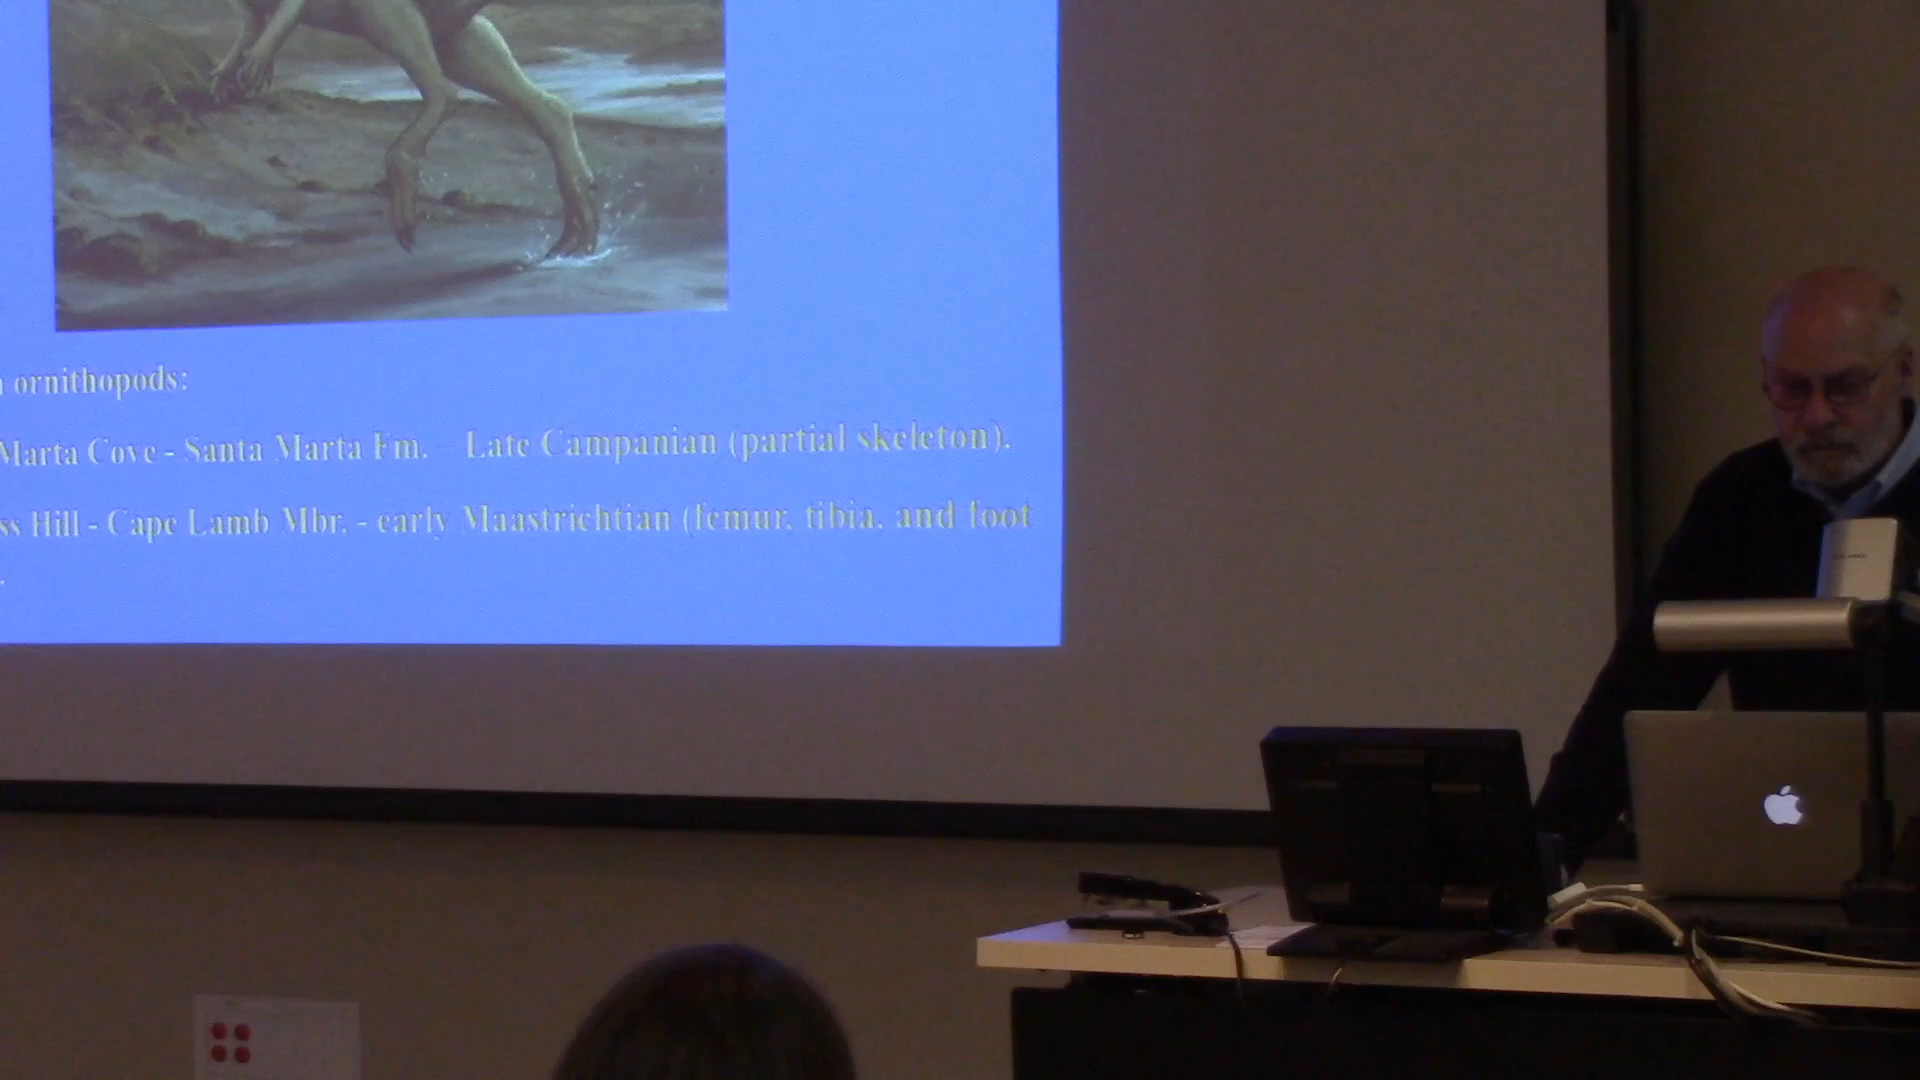 ornithopods:
Marta Cove - Santa Marta Fm. – Late Campanian (partial skeleton).
ss Hill - Cape Lamb Mbr. - early Maastrichtian (femur, tibia, and foot
.